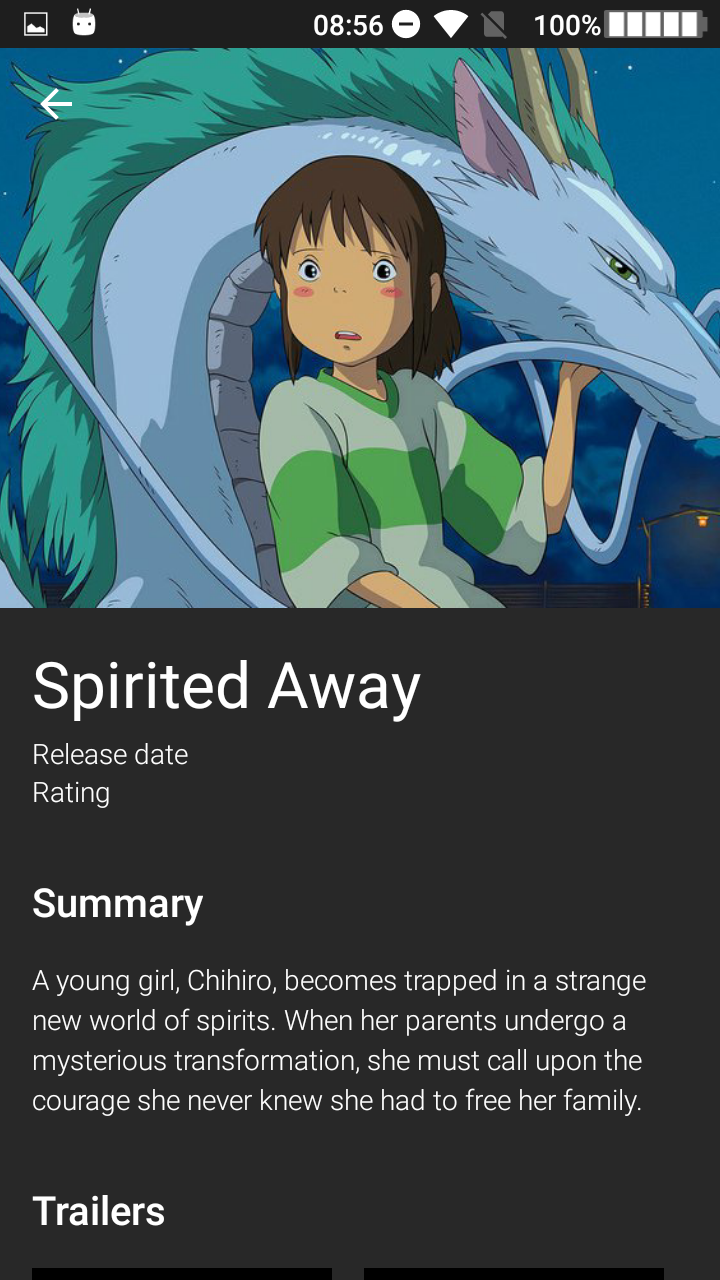 08:56 100%
Spirited Away
Release date
Rating
Summary
A young girl, Chihiro, becomes trapped in a strange
new world of spirits. When her parents undergo a
mysterious transformation, she must call upon the
courage she never knew she had to free her family.
Trailers